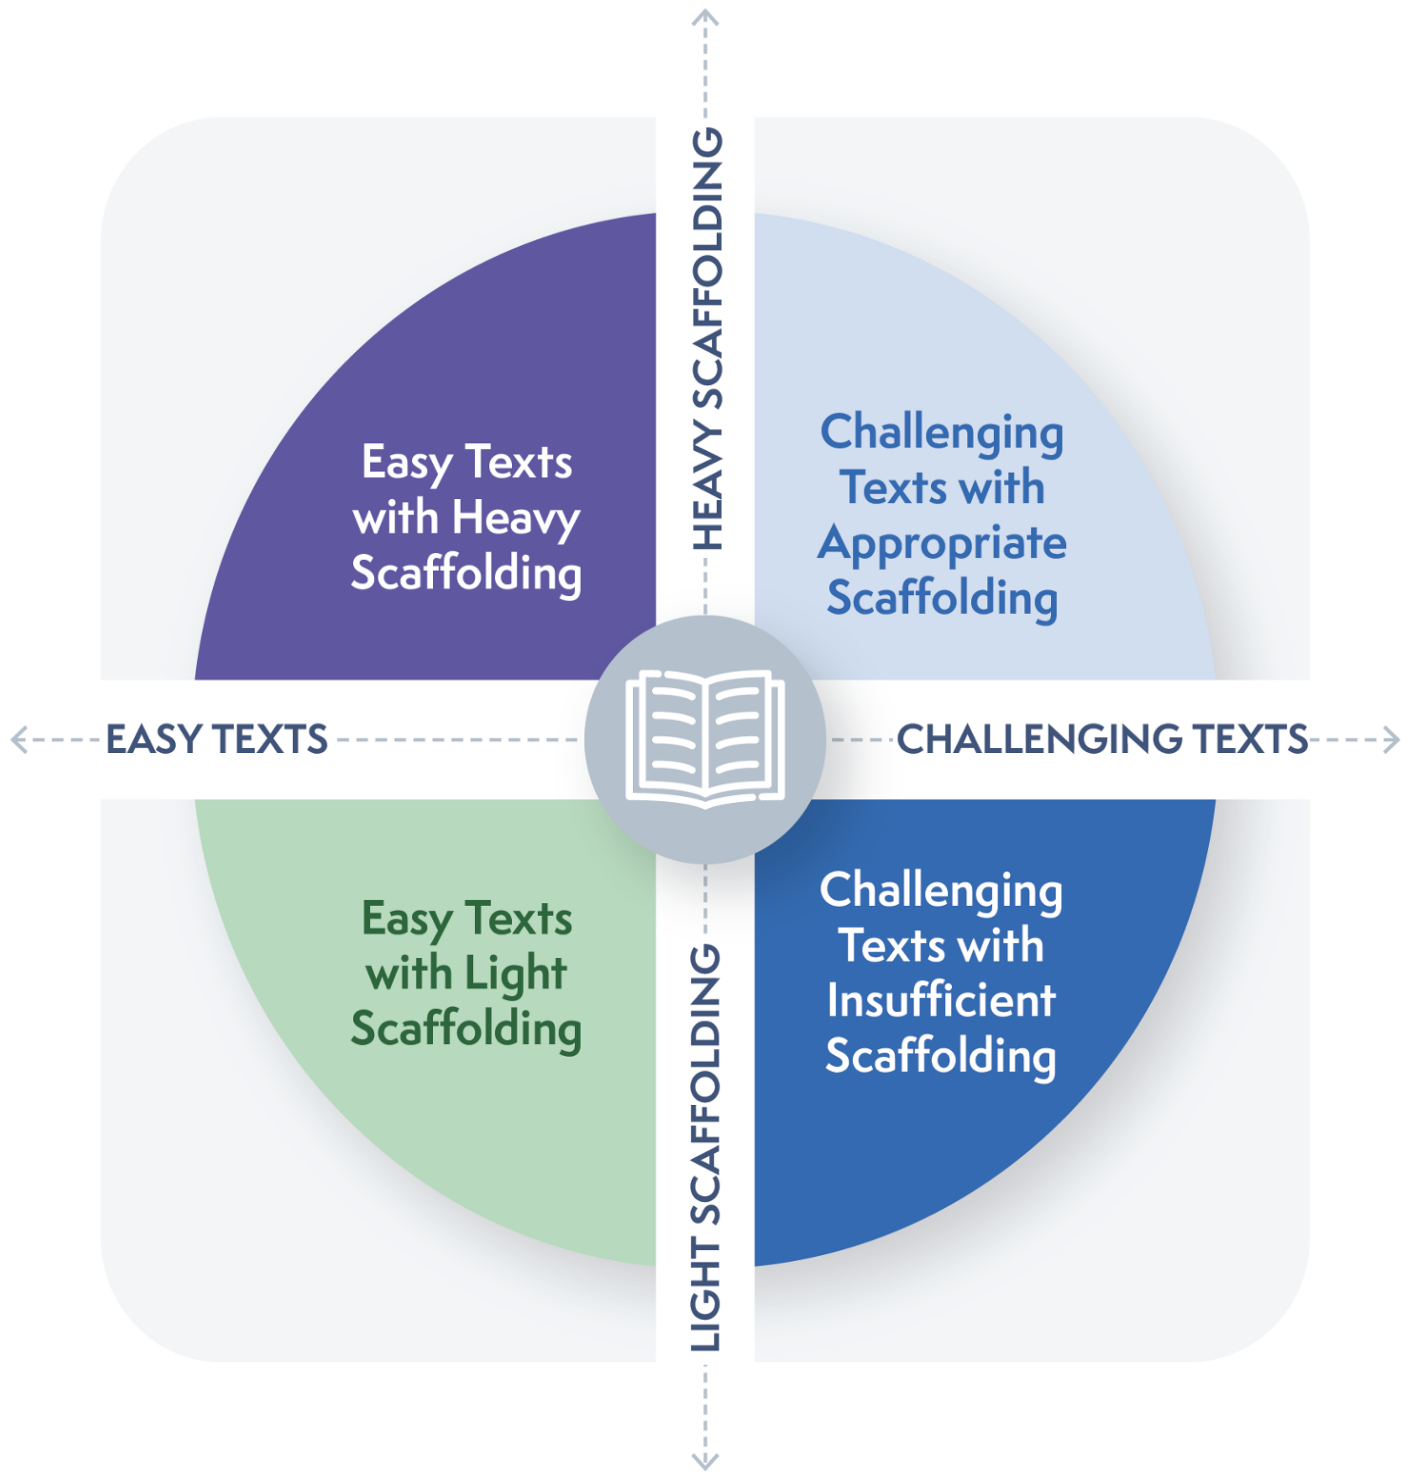 HEAVY SCAFFOLDING
Easy Texts
with Heavy
Scaffolding
Challenging
Texts with
Appropriate
Scaffolding
EASY TEXTS
CHALLENGING TEXTS
Easy Texts
with Light
Scaffolding
Challenging
Texts with
Insufficient
Scaffolding
LIGHT SCAFFOLDING